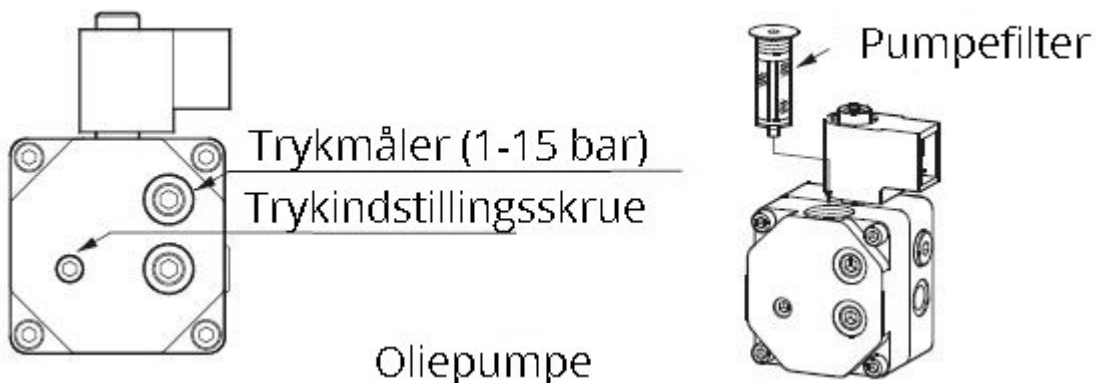 Pumpefilter
Trykmåler (1-15 bar)
Trykindstillingsskrue
Oliepumpe